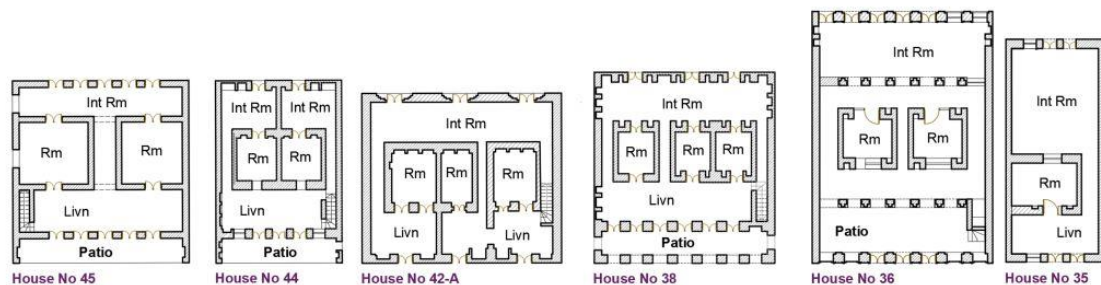 Int Rm
Rm
Rm
Livn
Patio
House No 45
Int Rm
Int Rm
Rm
Rm
Livn
Patio
House No 44
Int Rm
Rm
Rm
Rm
Livn
Livn
House No 42-A
Int Rm
Rm
Rm
Rm
Livn
Patio
House No 38
Int Rm
Rm
Rm
Patio
House No 36
Int Rm
Rm
Livn
House No 35